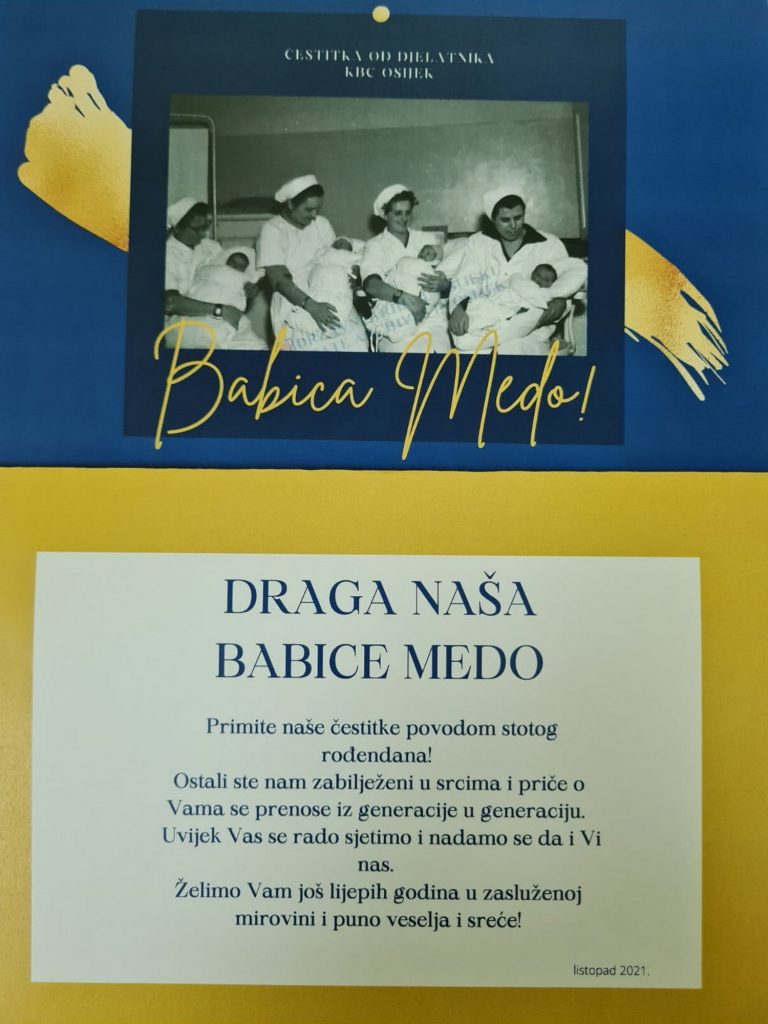 ČESTITKA OD DJELATNIKA
KBC OSIJEK
Babica Medo!
DRAGA NAŠA
BABICE MEDO
Primite naše čestitke povodom stotog
rođendana!
Ostali ste nam zabilježeni u srcima i priče o
Vama se prenose iz generacije u generaciju.
Uvijek Vas se rado sjetimo i nadamo se da i Vi
nas.
Želimo Vam još lijepih godina u zasluženoj
mirovini i puno veselja i sreće!
listopad 2021.